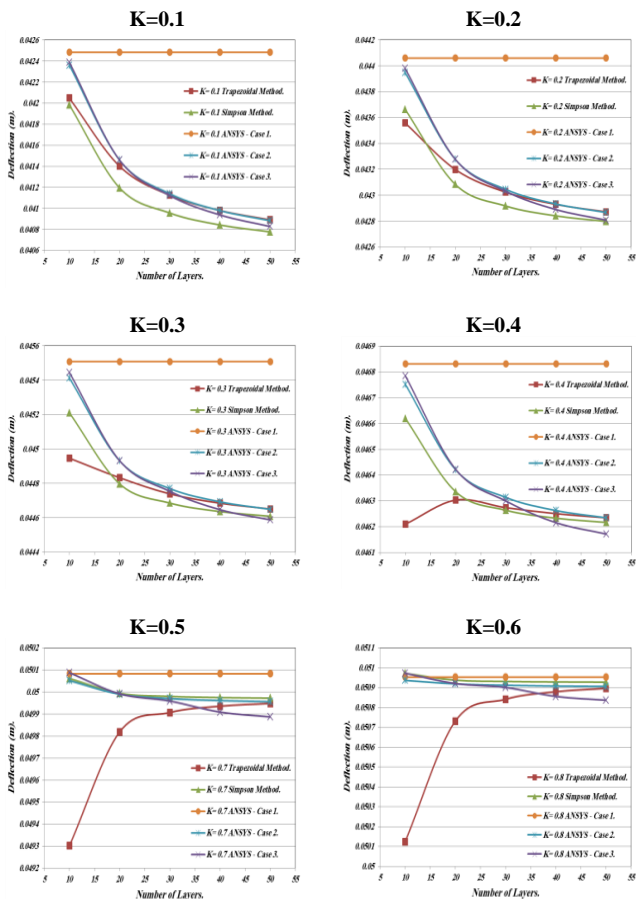 K=0.1
Deflection (m).
0.0426
0.0424
0.0422
0.042
0.0418
0.0416
0.0414
0.0412
0.041
0.0408
0.0406
K= 0.1 Trapezoidal Method.
K= 0.1 Simpson Method.
K= 0.1 ANSYS - Case 1.
K= 0.1 ANSYS - Case 2.
K= 0.1 ANSYS - Case 3.
5 10 15 20 25 30 35 40 45 50 55
Number of Layers.
K=0.2
Deflection (m).
0.0442
0.044
0.0438
0.0436
0.0434
0.0432
0.043
0.0428
0.0426
K= 0.2 Trapezoidal Method.
K= 0.2 Simpson Method.
K= 0.2 ANSYS - Case 1.
K= 0.2 ANSYS - Case 2.
K= 0.2 ANSYS - Case 3.
5 10 15 20 25 30 35 40 45 50 55
Number of Layers.
K=0.3
Deflection (m).
0.0456
0.0454
0.0452
0.045
0.0448
0.0446
0.0444
K= 0.3 Trapezoidal Method.
K= 0.3 Simpson Method.
K= 0.3 ANSYS - Case 1.
K= 0.3 ANSYS - Case 2.
K= 0.3 ANSYS - Case 3.
5 10 15 20 25 30 35 40 45 50 55
Number of Layers.
K=0.4
Deflection (m).
0.0469
0.0468
0.0467
0.0466
0.0465
0.0464
0.0463
0.0462
0.0461
K= 0.4 Trapezoidal Method.
K= 0.4 Simpson Method.
K= 0.4 ANSYS - Case 1.
K= 0.4 ANSYS - Case 2.
K= 0.4 ANSYS - Case 3.
5 10 15 20 25 30 35 40 45 50 55
Number of Layers.
K=0.5
Deflection (m).
0.0502
0.0501
0.05
0.0499
0.0498
0.0497
0.0496
0.0495
0.0494
0.0493
0.0492
K= 0.7 Trapezoidal Method.
K= 0.7 Simpson Method.
K= 0.7 ANSYS - Case 1.
K= 0.7 ANSYS - Case 2.
K= 0.7 ANSYS - Case 3.
5 10 15 20 25 30 35 40 45 50 55
Number of Layers.
K=0.6
Deflection (m).
0.0511
0.051
0.0509
0.0508
0.0507
0.0506
0.0505
0.0504
0.0503
0.0502
0.0501
0.05
K= 0.8 Trapezoidal Method.
K= 0.8 Simpson Method.
K= 0.8 ANSYS - Case 1.
K= 0.8 ANSYS - Case 2.
K= 0.8 ANSYS - Case 3.
5 10 15 20 25 30 35 40 45 50 55
Number of Layers.